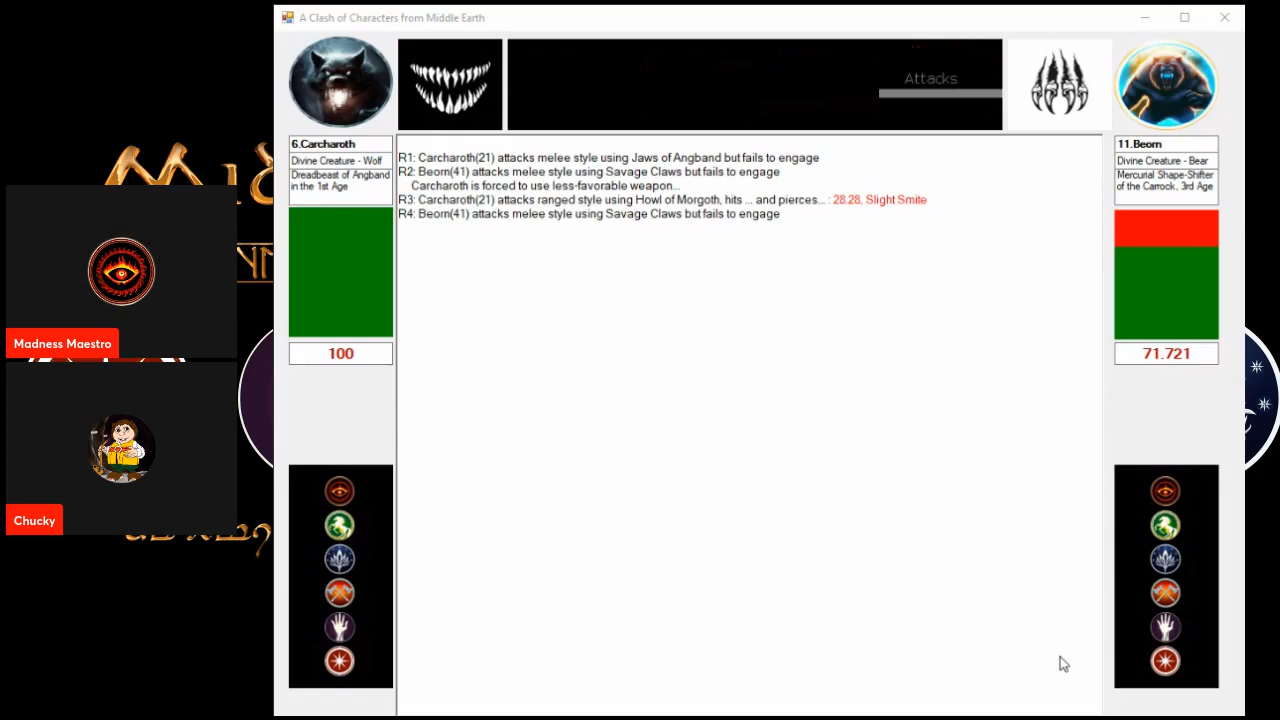 A Clash of Characters from Middle Earth
Attacks
6.Carcharoth
Divine Creature - Wolf
Dreadbeast of Angband
in the 1st Age
100
R1: Carcharoth(21) attacks melee style using Jaws of Angband but fails to engage
R2: Beorn(41) attacks melee style using Savage Claws but fails to engage
Carcharoth is forced to use less-favorable weapon...
R3: Carcharoth(21) attacks ranged style using Howl of Morgoth, hits ... and pierces... : 28.28, Slight Smite
R4: Beorn(41) attacks melee style using Savage Claws but fails to engage
11.Beorn
Divine Creature - Bear
Mercurial Shape-Shifter
of the Carrock, 3rd Age
71.721
Madness Maestro
Chucky